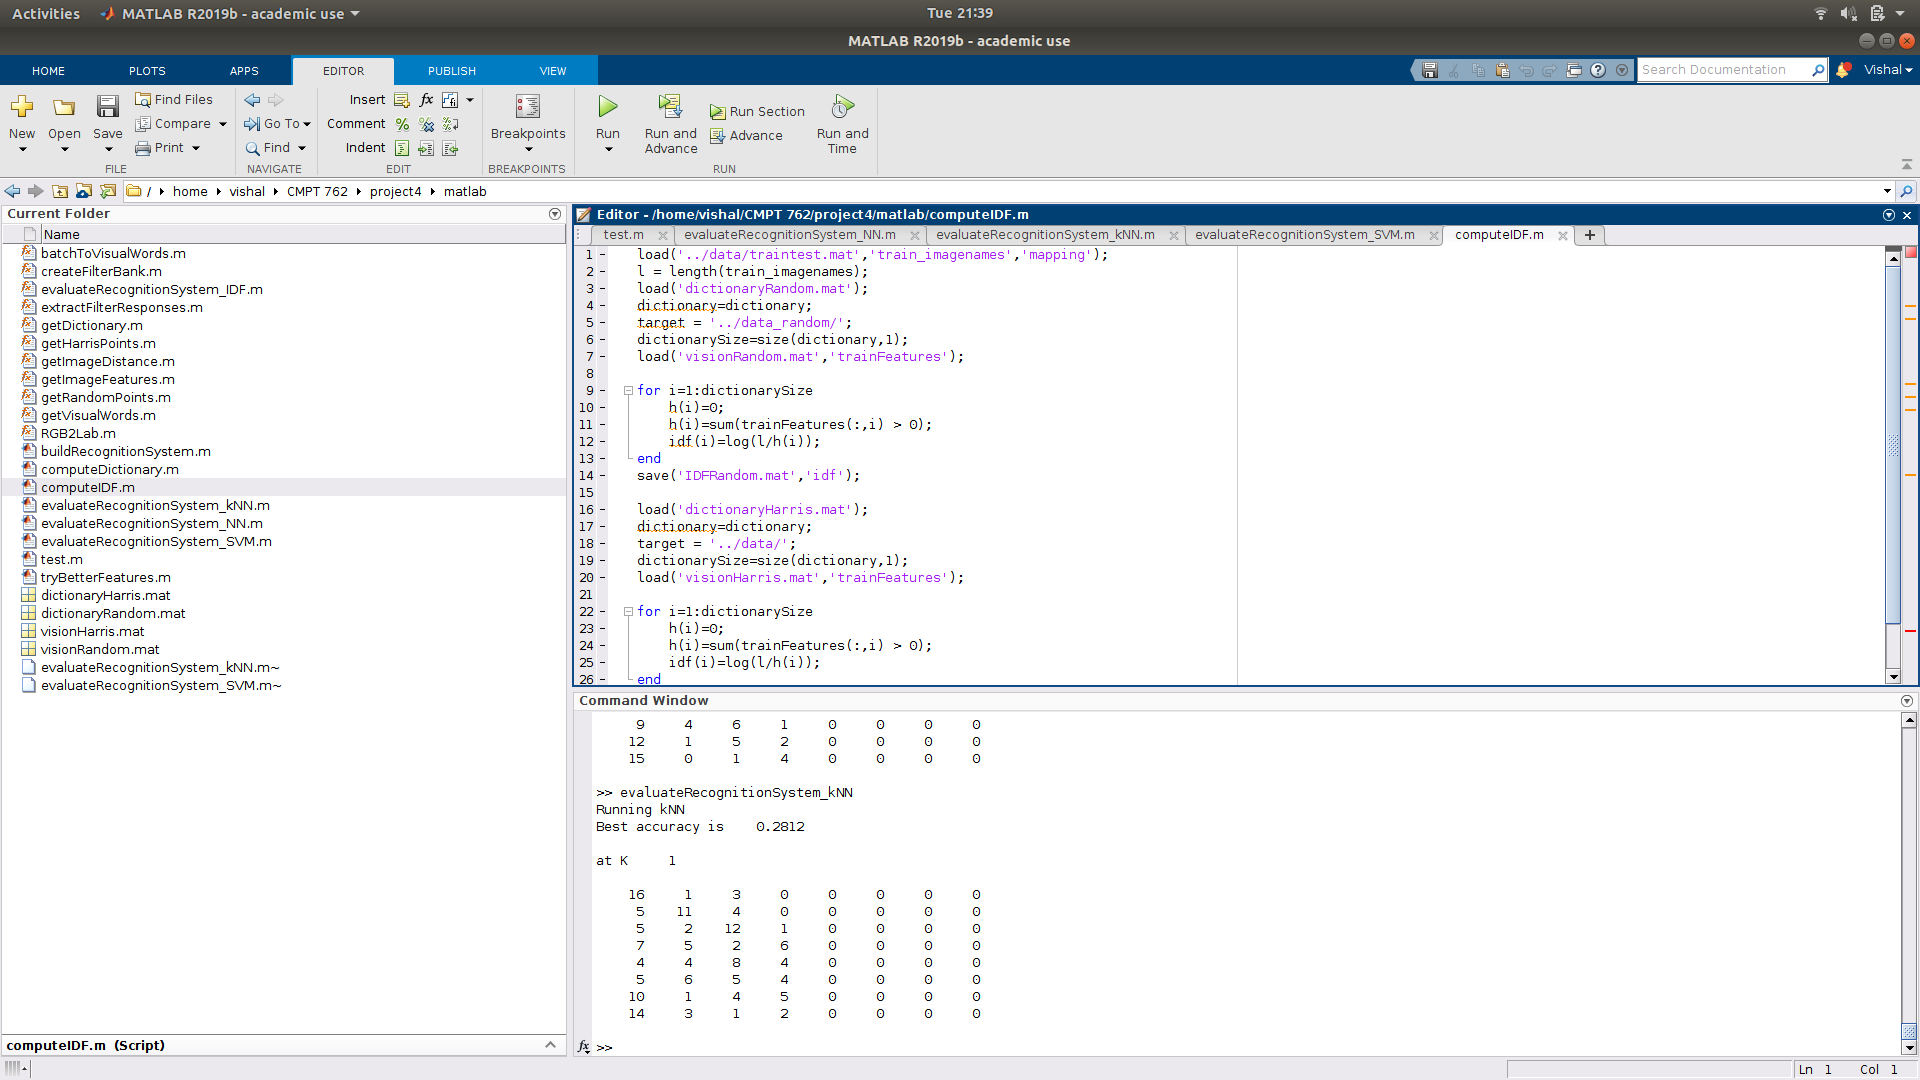 Activities MATLAB R2019b - academic use Tue 21:39
MATLAB R2019b - academic use
HOME PLOTS APPS EDITOR PUBLISH VIEW Search Documentation Vishal
New Open Save Find Files Compare Print
FILE
Go To Find
NAVIGATE
Insert fx
Comment
Indent
EDIT
Breakpoints
BREAKPOINTS
Run Run and Advance Run Section Advance Run and Time
RUN
/ home vishal CMPT 762 project4 matlab
Current Folder
Name
batchToVisualWords.m
createFilterBank.m
evaluateRecognitionSystem_IDF.m
extractFilterResponses.m
getDictionary.m
getHarrisPoints.m
getImageDistance.m
getImageFeatures.m
getRandomPoints.m
getVisualWords.m
RGB2Lab.m
buildRecognitionSystem.m
computeDictionary.m
computeIDF.m
evaluateRecognitionSystem_kNN.m
evaluateRecognitionSystem_NN.m
evaluateRecognitionSystem_SVM.m
test.m
tryBetterFeatures.m
dictionaryHarris.mat
dictionaryRandom.mat
visionHarris.mat
visionRandom.mat
evaluateRecognitionSystem_kNN.m~
evaluateRecognitionSystem_SVM.m~
computeIDF.m (Script)
Editor - /home/vishal/CMPT 762/project4/matlab/computeIDF.m
test.m evaluateRecognitionSystem_NN.m evaluateRecognitionSystem_kNN.m evaluateRecognitionSystem_SVM.m computeIDF.m +
1 - load('../data/traintest.mat','train_imagenames','mapping');
2 - l = length(train_imagenames);
3 - load('dictionaryRandom.mat');
4 - dictionary=dictionary;
5 - target = '../data_random/';
6 - dictionarySize=size(dictionary,1);
7 - load('visionRandom.mat','trainFeatures');
8
9 - for i=1:dictionarySize
10 - h(i)=0;
11 - h(i)=sum(trainFeatures(:,i) > 0);
12 - idf(i)=log(l/h(i));
13 - end
14 - save('IDFRandom.mat','idf');
15
16 - load('dictionaryHarris.mat');
17 - dictionary=dictionary;
18 - target = '../data/';
19 - dictionarySize=size(dictionary,1);
20 - load('visionHarris.mat','trainFeatures');
21
22 - for i=1:dictionarySize
23 - h(i)=0;
24 - h(i)=sum(trainFeatures(:,i) > 0);
25 - idf(i)=log(l/h(i));
26 - end
Command Window
9 4 6 1 0 0 0 0
12 1 5 2 0 0 0 0
15 0 1 4 0 0 0 0
>> evaluateRecognitionSystem_kNN
Running kNN
Best accuracy is 0.2812
at K 1
16 1 3 0 0 0 0 0
5 11 4 0 0 0 0 0
5 2 12 1 0 0 0 0
7 5 2 6 0 0 0 0
4 4 8 4 0 0 0 0
5 6 5 4 0 0 0 0
10 1 4 5 0 0 0 0
14 3 1 2 0 0 0 0
fx >>
Ln 1 Col 1